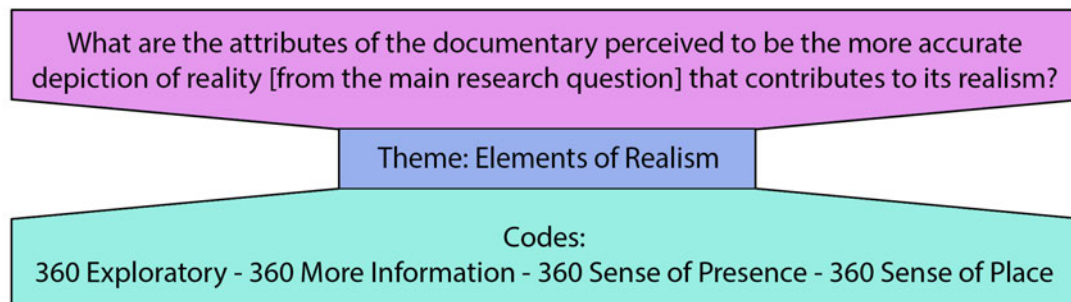 What are the attributes of the documentary perceived to be the more accurate
depiction of reality [from the main research question] that contributes to its realism?
Theme: Elements of Realism
Codes:
360 Exploratory - 360 More Information - 360 Sense of Presence - 360 Sense of Place